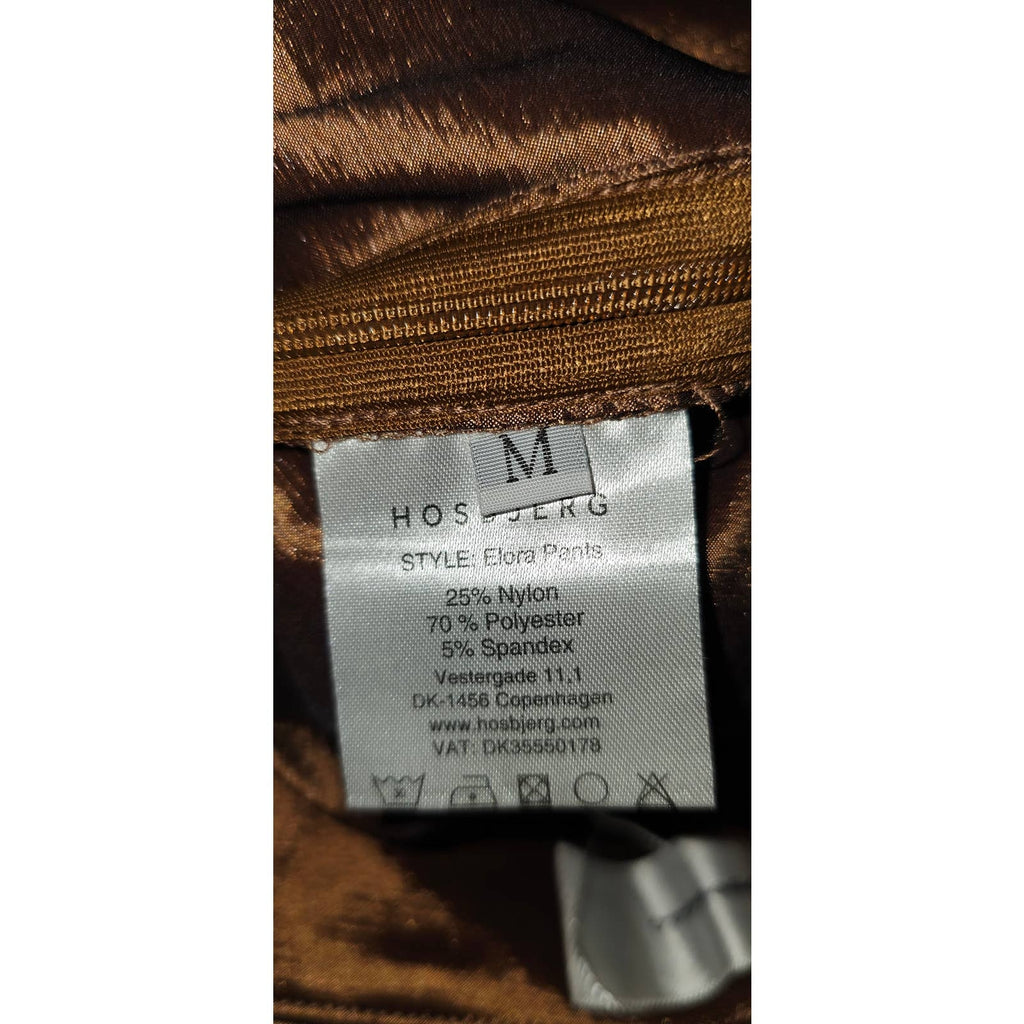 M
HOSBJERG
STYLE: Elora Pants
25% Nylon
70 % Polyester
5% Spandex
Vestergade 11,1
DK-1456 Copenhagen
www.hosbjerg.com
VAT: DK35550178